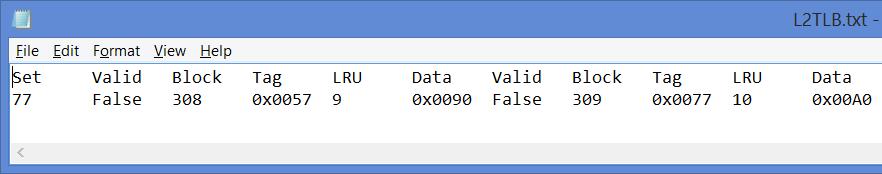 L2TLB.txt -
File Edit Format View Help
Set Valid Block Tag LRU Data Valid Block Tag LRU Data
77 False 308 0x0057 9 0x0090 False 309 0x0077 10 0x00A0